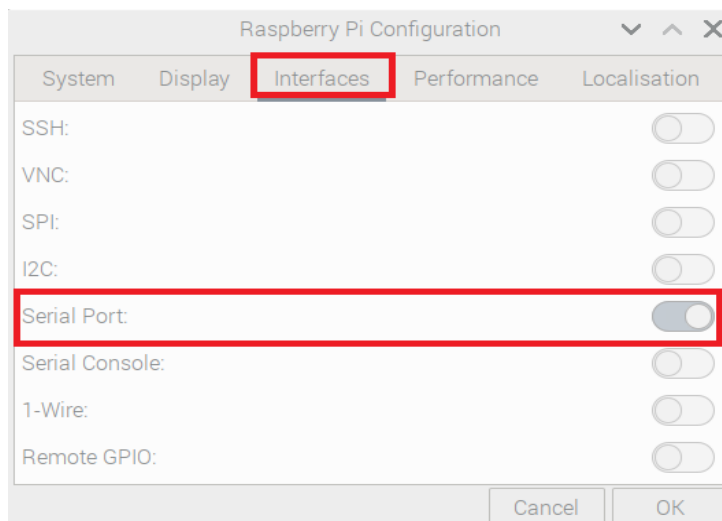 Raspberry Pi Configuration
System Display Interfaces Performance Localisation
SSH:
VNC:
SPI:
I2C:
Serial Port:
Serial Console:
1-Wire:
Remote GPIO:
Cancel OK